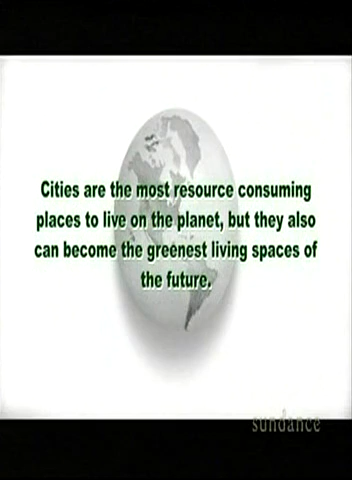 Cities are the most resource consuming
places to live on the planet, but they also
can become the greenest living spaces of
the future.
sundance